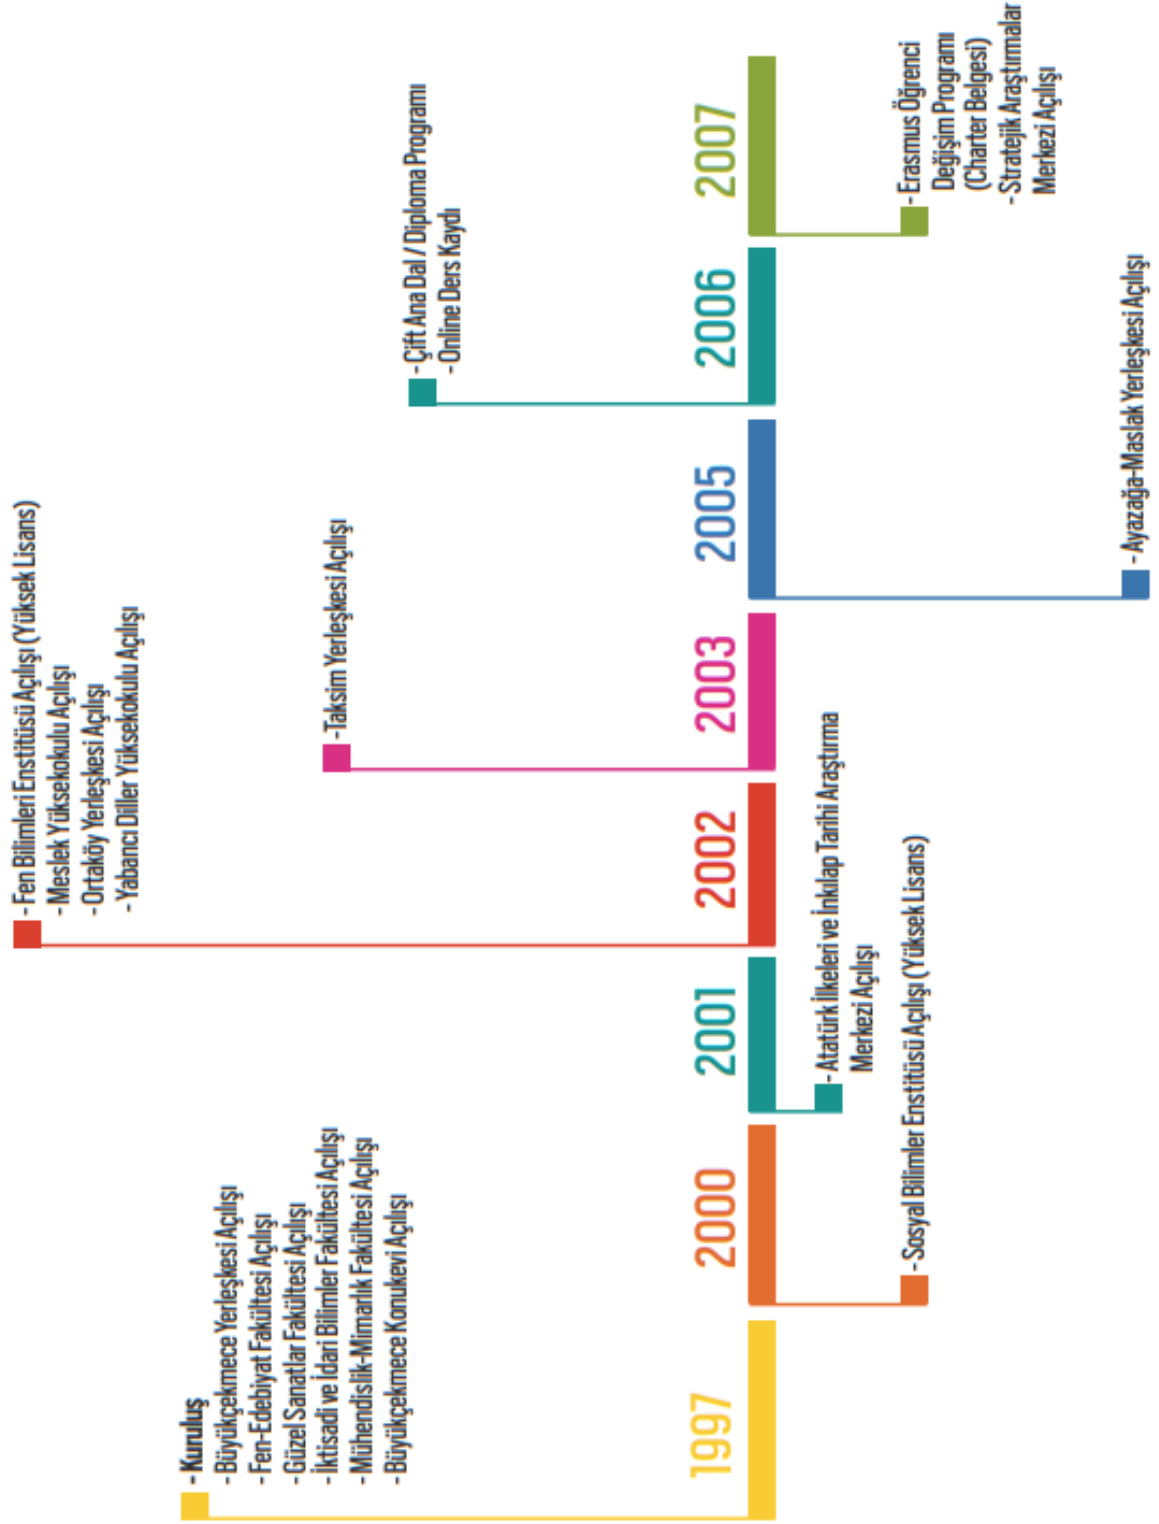 - Kuruluş
- Büyükçekmece Yerleşkesi Açılışı
- Fen-Edebiyat Fakültesi Açılışı
- Güzel Sanatlar Fakültesi Açılışı
- İktisadi ve İdari Bilimler Fakültesi Açılışı
- Mühendislik-Mimarlık Fakültesi Açılışı
- Büyükçekmece Konukevi Açılışı
1997
2000
- Sosyal Bilimler Enstitüsü Açılışı (Yüksek Lisans)
2001
- Atatürk İlkeleri ve İnkılap Tarihi Araştırma
Merkezi Açılışı
- Fen Bilimleri Enstitüsü Açılışı (Yüksek Lisans)
- Meslek Yüksekokulu Açılışı
- Ortaköy Yerleşkesi Açılışı
- Yabancı Diller Yüksekokulu Açılışı
2002
-Taksim Yerleşkesi Açılışı
2003
2005
- Ayazağa-Maslak Yerleşkesi Açılışı
- Çift Ana Dal / Diploma Programı
- Online Ders Kaydı
2006
2007
- Erasmus Öğrenci
Değişim Programı
(Charter Belgesi)
- Stratejik Araştırmalar
Merkezi Açılışı